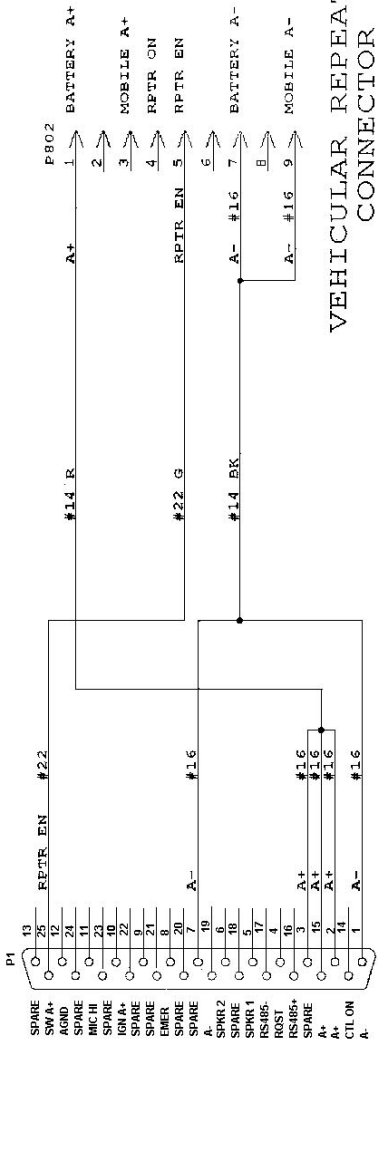 P1
SPARE
SW A+
AGND
SPARE
MIC HI
SPARE
IGN A+
SPARE
SPARE
EMER
SPARE
SPARE
A-
SPKR 2
SPARE
SPKR 1
RS485-
RQST
RS485+
SPARE
A+
A+
CTL ON
A-
13
25
12
24
11
23
10
22
9
21
8
20
7
19
6
18
5
17
4
16
3
15
2
14
1
RPTR EN #22
A- #16
A+ #16
A+ #16
A+ #16
A- #16
#14 R
#22 G
#14 BK
A+
RPTR EN
A- #16
A- #16
P802
1 BATTERY A+
2
3 MOBILE A+
4 RPTR ON
5 RPTR EN
6
7 BATTERY A-
8
9 MOBILE A-
VEHICULAR REPEAT
CONNECTOR